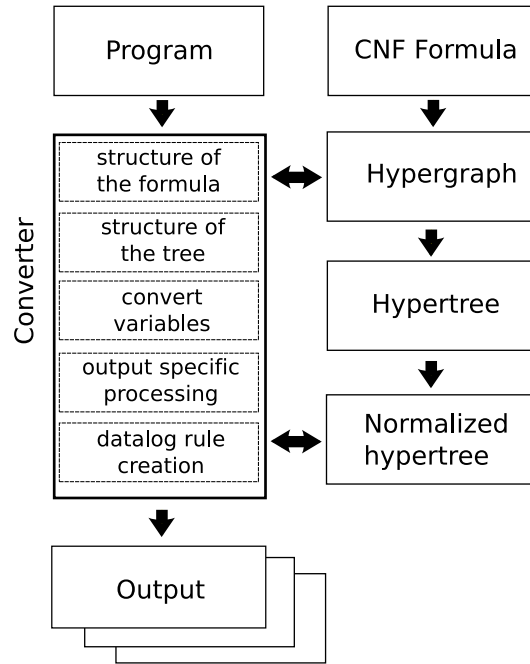 Program
CNF Formula
Converter
structure of
the formula
structure of
the tree
convert
variables
output specific
processing
datalog rule
creation
Hypergraph
Hypertree
Normalized
hypertree
Output